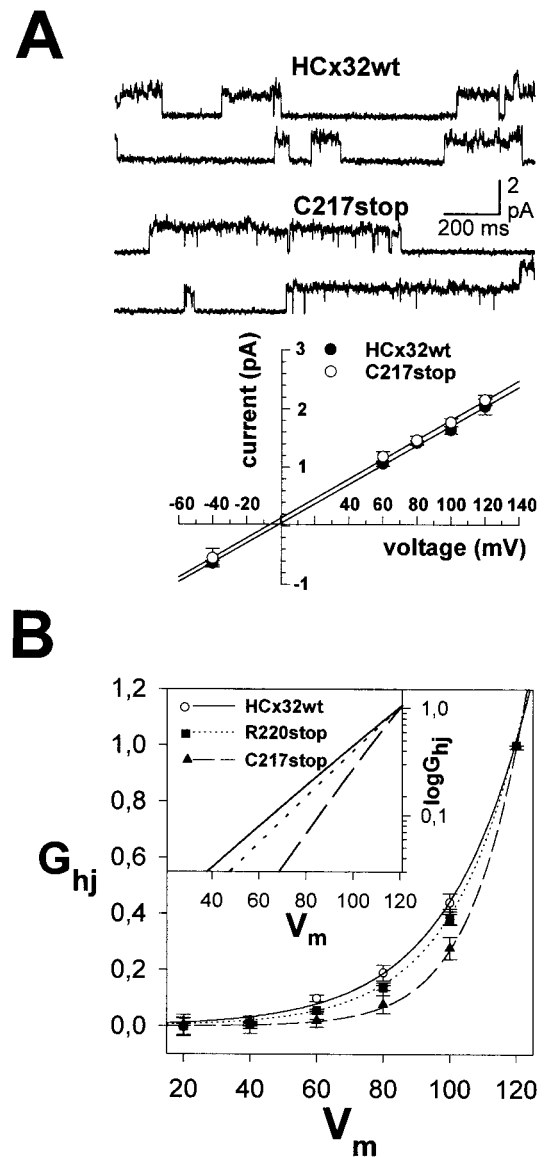 A
HCx32wt
C217stop
2
pA
200 ms
3
HCx32wt
C217stop
2
1
current (pA)
-60 -40 -20 40 60 80 100 120 140
voltage (mV)
-1
B
1,2
HCx32wt
R220stop
C217stop
1,0
1,0
0,8
0,1
logGhj
0,6
Ghj
40 60 80 100 120
Vm
0,4
0,2
0,0
20 40 60 80 100 120
Vm